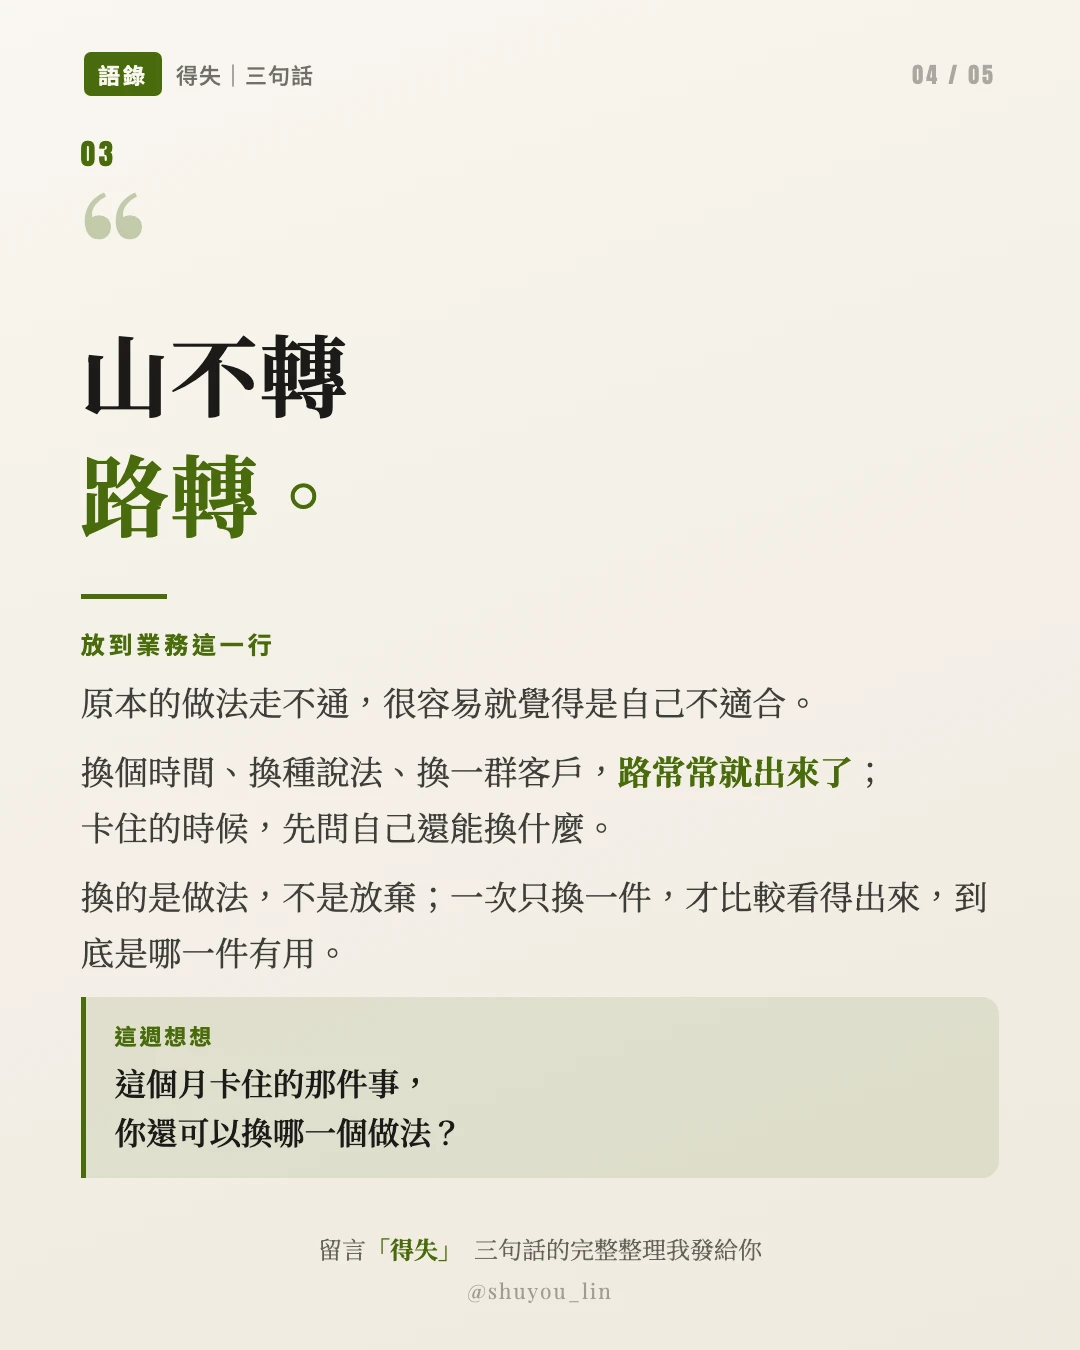 語錄 得失｜三句話 04 / 05
03
“
山不轉
路轉。
放到業務這一行
原本的做法走不通，很容易就覺得是自己不適合。
換個時間、換種說法、換一群客戶，路常常就出來了；
卡住的時候，先問自己還能換什麼。
換的是做法，不是放棄；一次只換一件，才比較看得出來，到
底是哪一件有用。
這週想想
這個月卡住的那件事，
你還可以換哪一個做法？
留言「得失」 三句話的完整整理我發給你
@shuyou_lin